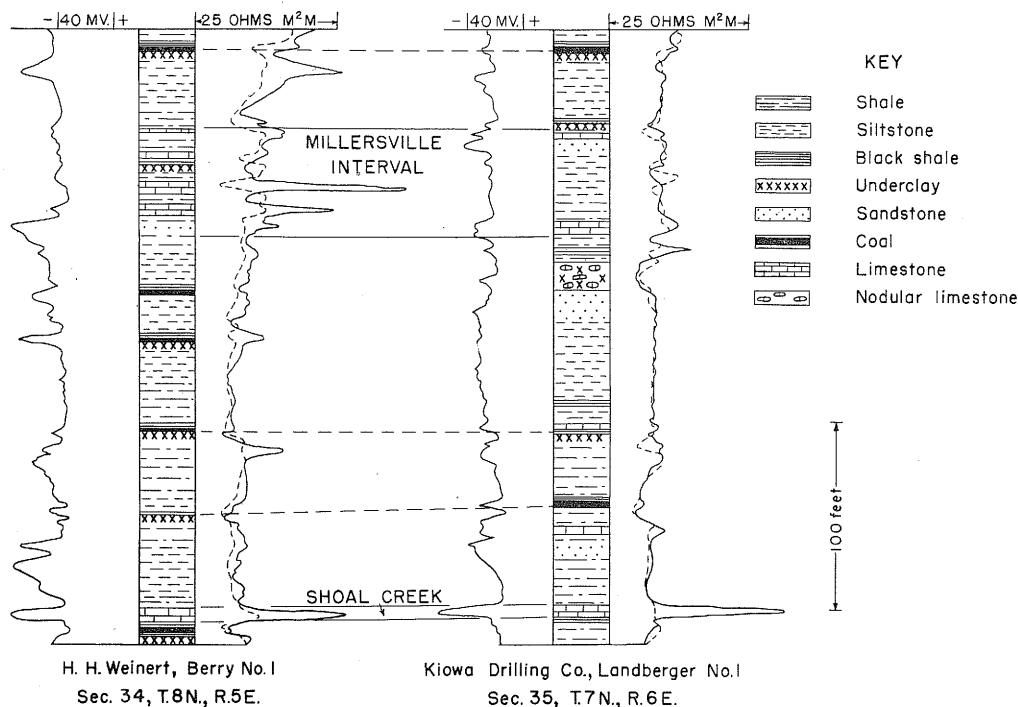 -|40 MV.|+ 25 OHMS M²M -|40 MV.|+ 25 OHMS M²M
KEY
Shale
Siltstone
Black shale
Underclay
Sandstone
Coal
Limestone
Nodular limestone
MILLERSVILLE
INTERVAL
100 feet
SHOAL CREEK
H. H. Weinert, Berry No. 1
Sec. 34, T. 8 N., R. 5 E.
Kiowa Drilling Co., Landberger No. 1
Sec. 35, T. 7 N., R. 6 E.